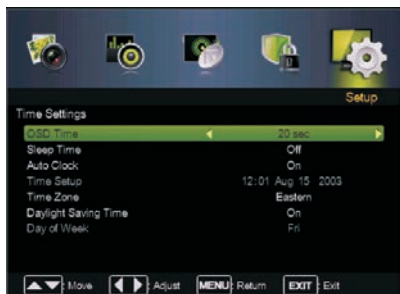 Setup
Time Settings
OSD Time 20 sec
Sleep Time Off
Auto Clock On
Time Setup 12:01 Aug 15 2003
Time Zone Eastern
Daylight Saving Time On
Day of Week Fri
: Move : Adjust MENU : Return EXIT : Exit